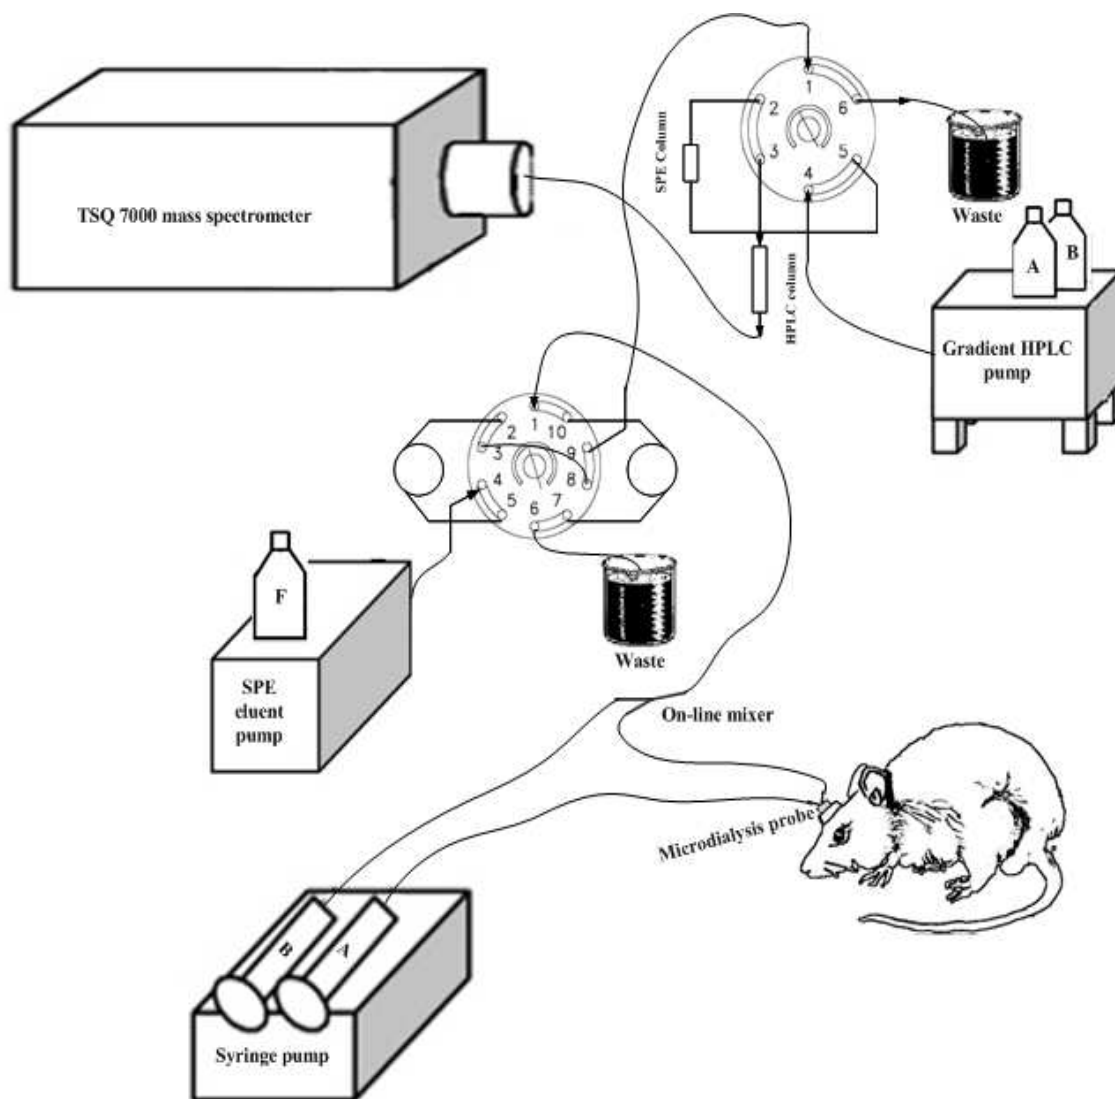 1
2
6
3
5
4
SPE Column
HPLC column
Waste
TSQ 7000 mass spectrometer
A
B
Gradient HPLC
pump
1
2
10
3
9
4
8
5
7
6
F
SPE
eluent
pump
Waste
On-line mixer
Microdialysis probe
B
A
Syringe pump